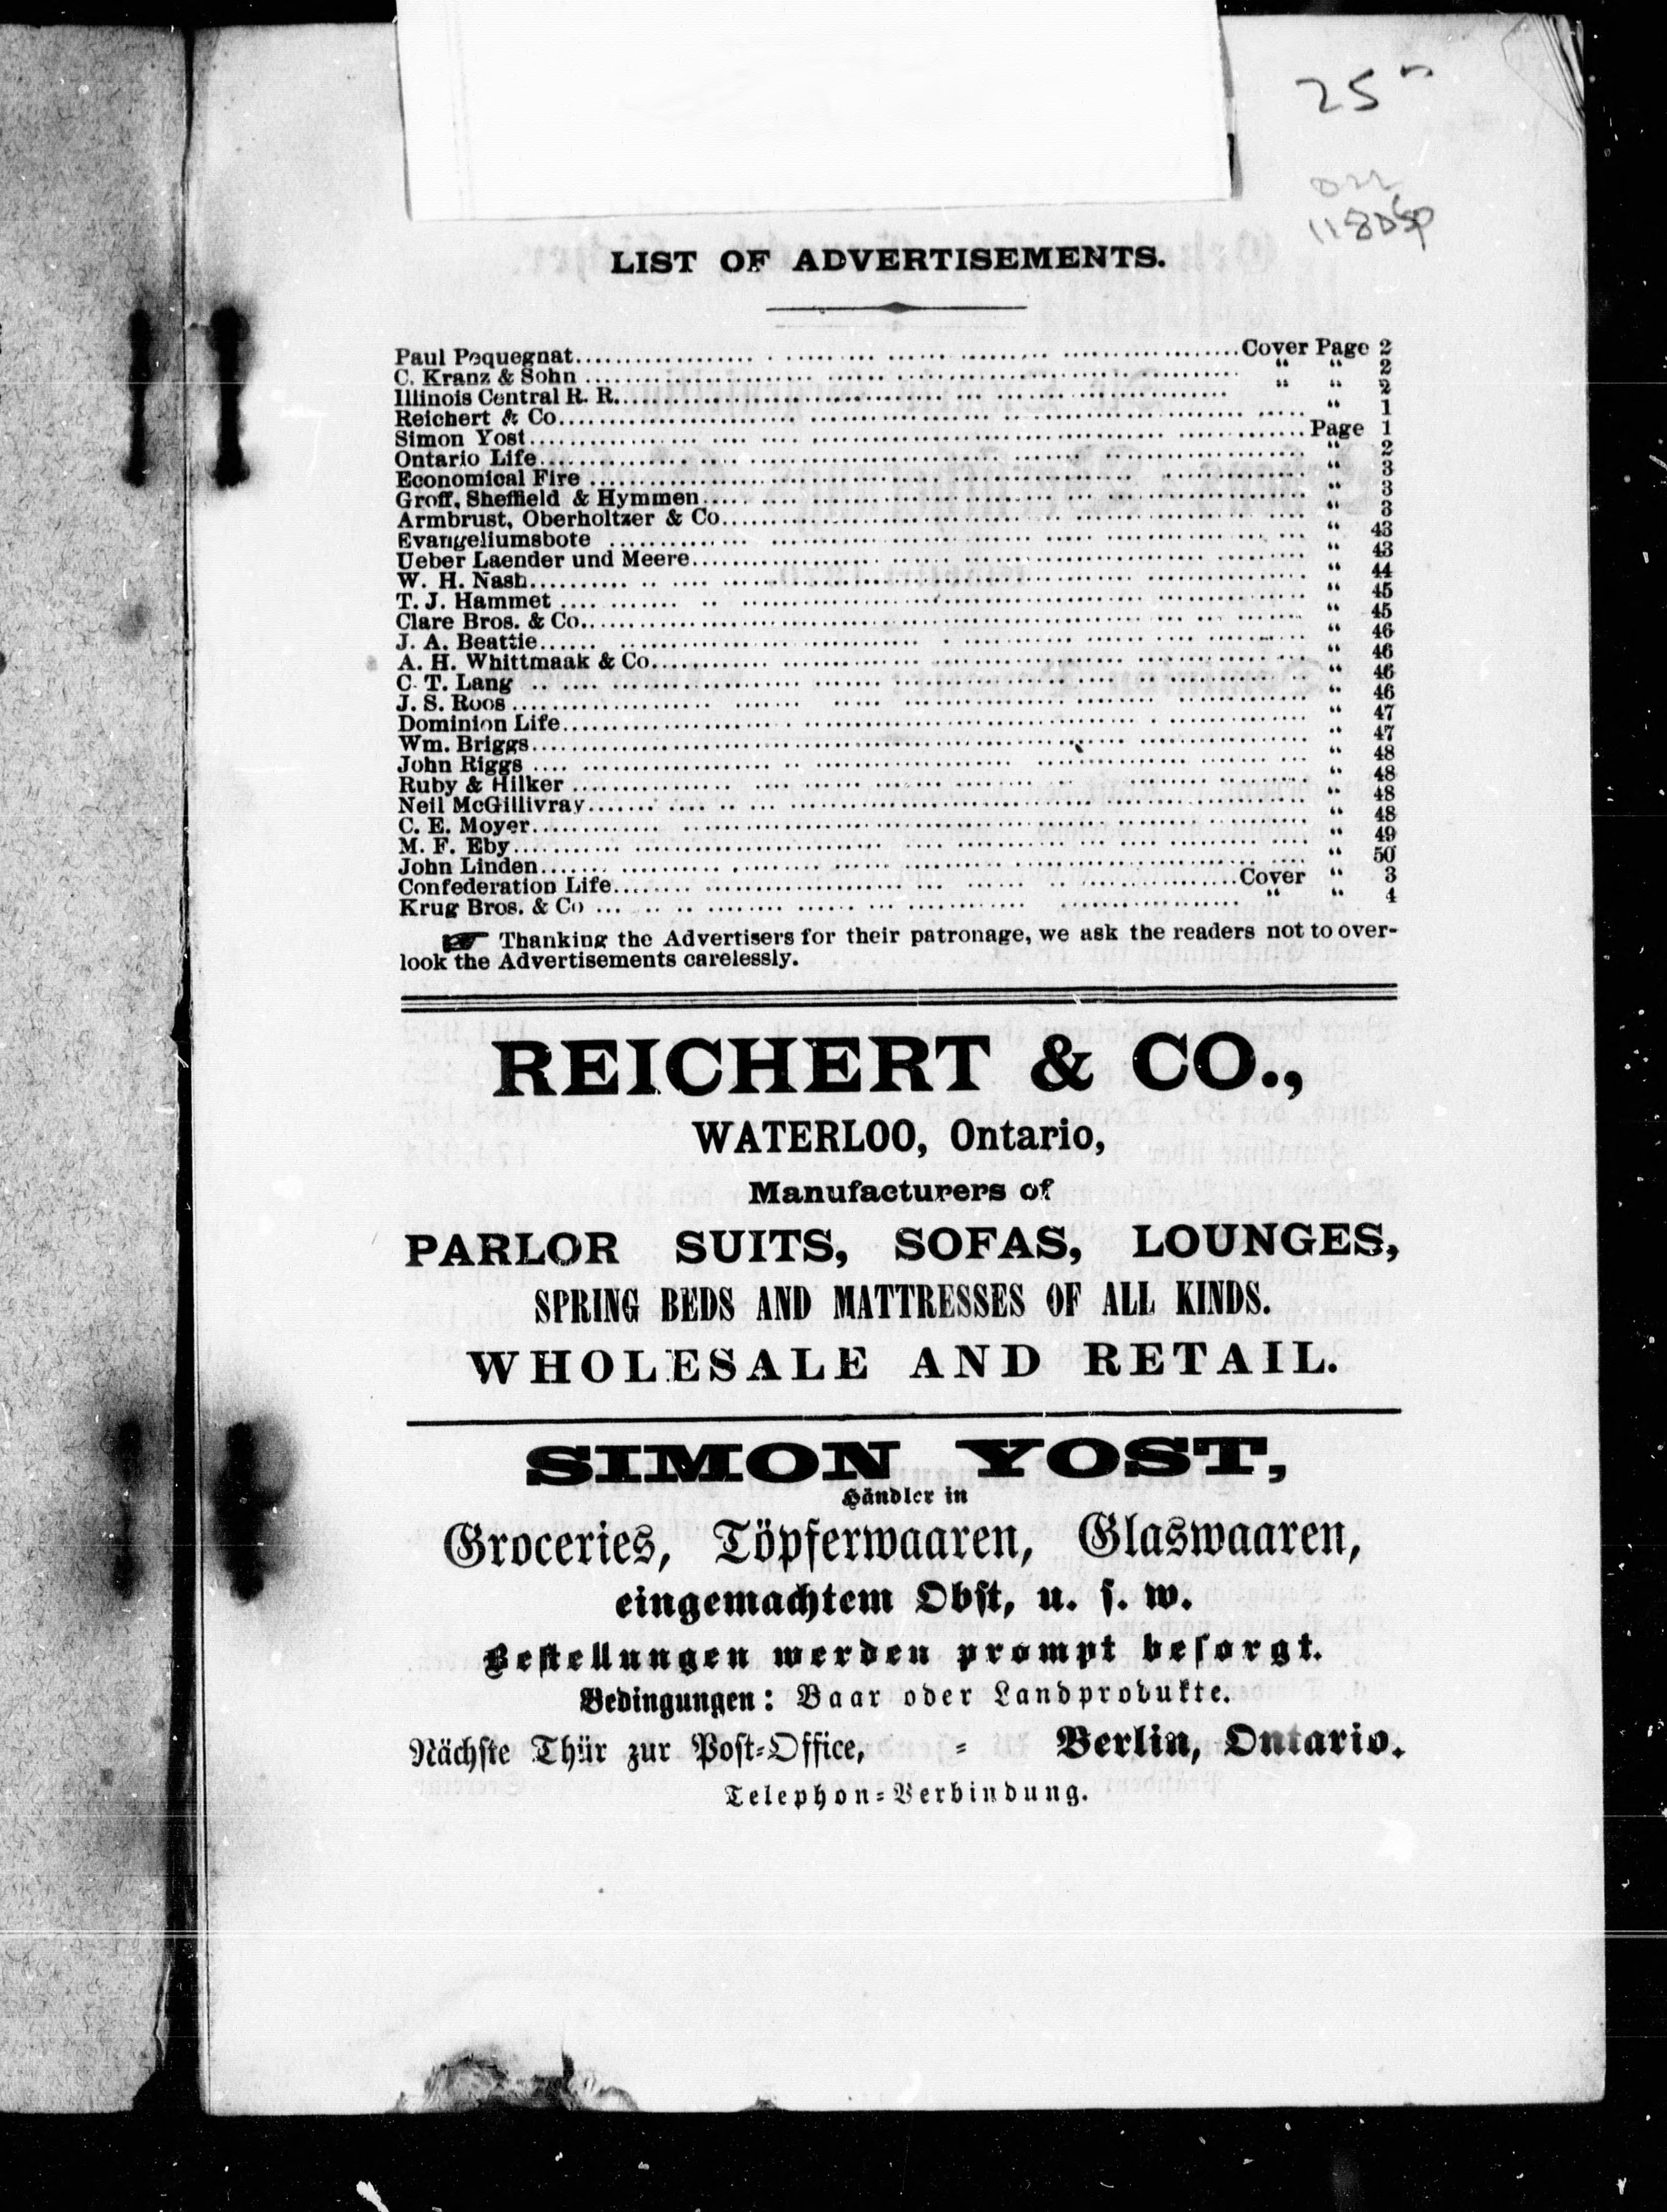 25
LIST OF ADVERTISEMENTS.
Paul Pequegnat........Cover Page 2
C. Kranz & Sohn........" " 2
Illinois Central R. R........" " 2
Reichert & Co........" 1
Simon Yost........Page 1
Ontario Life........" 2
Economical Fire........" 3
Groff, Sheffield & Hymmen........" 3
Armbrust, Oberholtzer & Co........" 3
Evangeliumsbote........" 43
Ueber Laender und Meere........" 43
W. H. Nash........" 44
T. J. Hammet........" 45
Clare Bros. & Co........" 45
J. A. Beattie........" 46
A. H. Whittmaak & Co........" 46
C. T. Lang........" 46
J. S. Roos........" 46
Dominion Life........" 47
Wm. Briggs........" 47
John Riggs........" 48
Ruby & Hilker........" 48
Neil McGillivray........" 48
C. E. Moyer........" 48
M. F. Eby........" 49
John Linden........" 50
Confederation Life........Cover " 3
Krug Bros. & Co........" " 4
☞ Thanking the Advertisers for their patronage, we ask the readers not to over-
look the Advertisements carelessly.
REICHERT & CO.,
WATERLOO, Ontario,
Manufacturers of
PARLOR SUITS, SOFAS, LOUNGES,
SPRING BEDS AND MATTRESSES OF ALL KINDS.
WHOLESALE AND RETAIL.
SIMON YOST,
Händler in
Groceries, Töpferwaaren, Glaswaaren,
eingemachtem Obst, u. s. w.
Bestellungen werden prompt besorgt.
Bedingungen: Baar oder Landprodukte.
Nächste Thür zur Post-Office, - Berlin, Ontario.
Telephon-Verbindung.